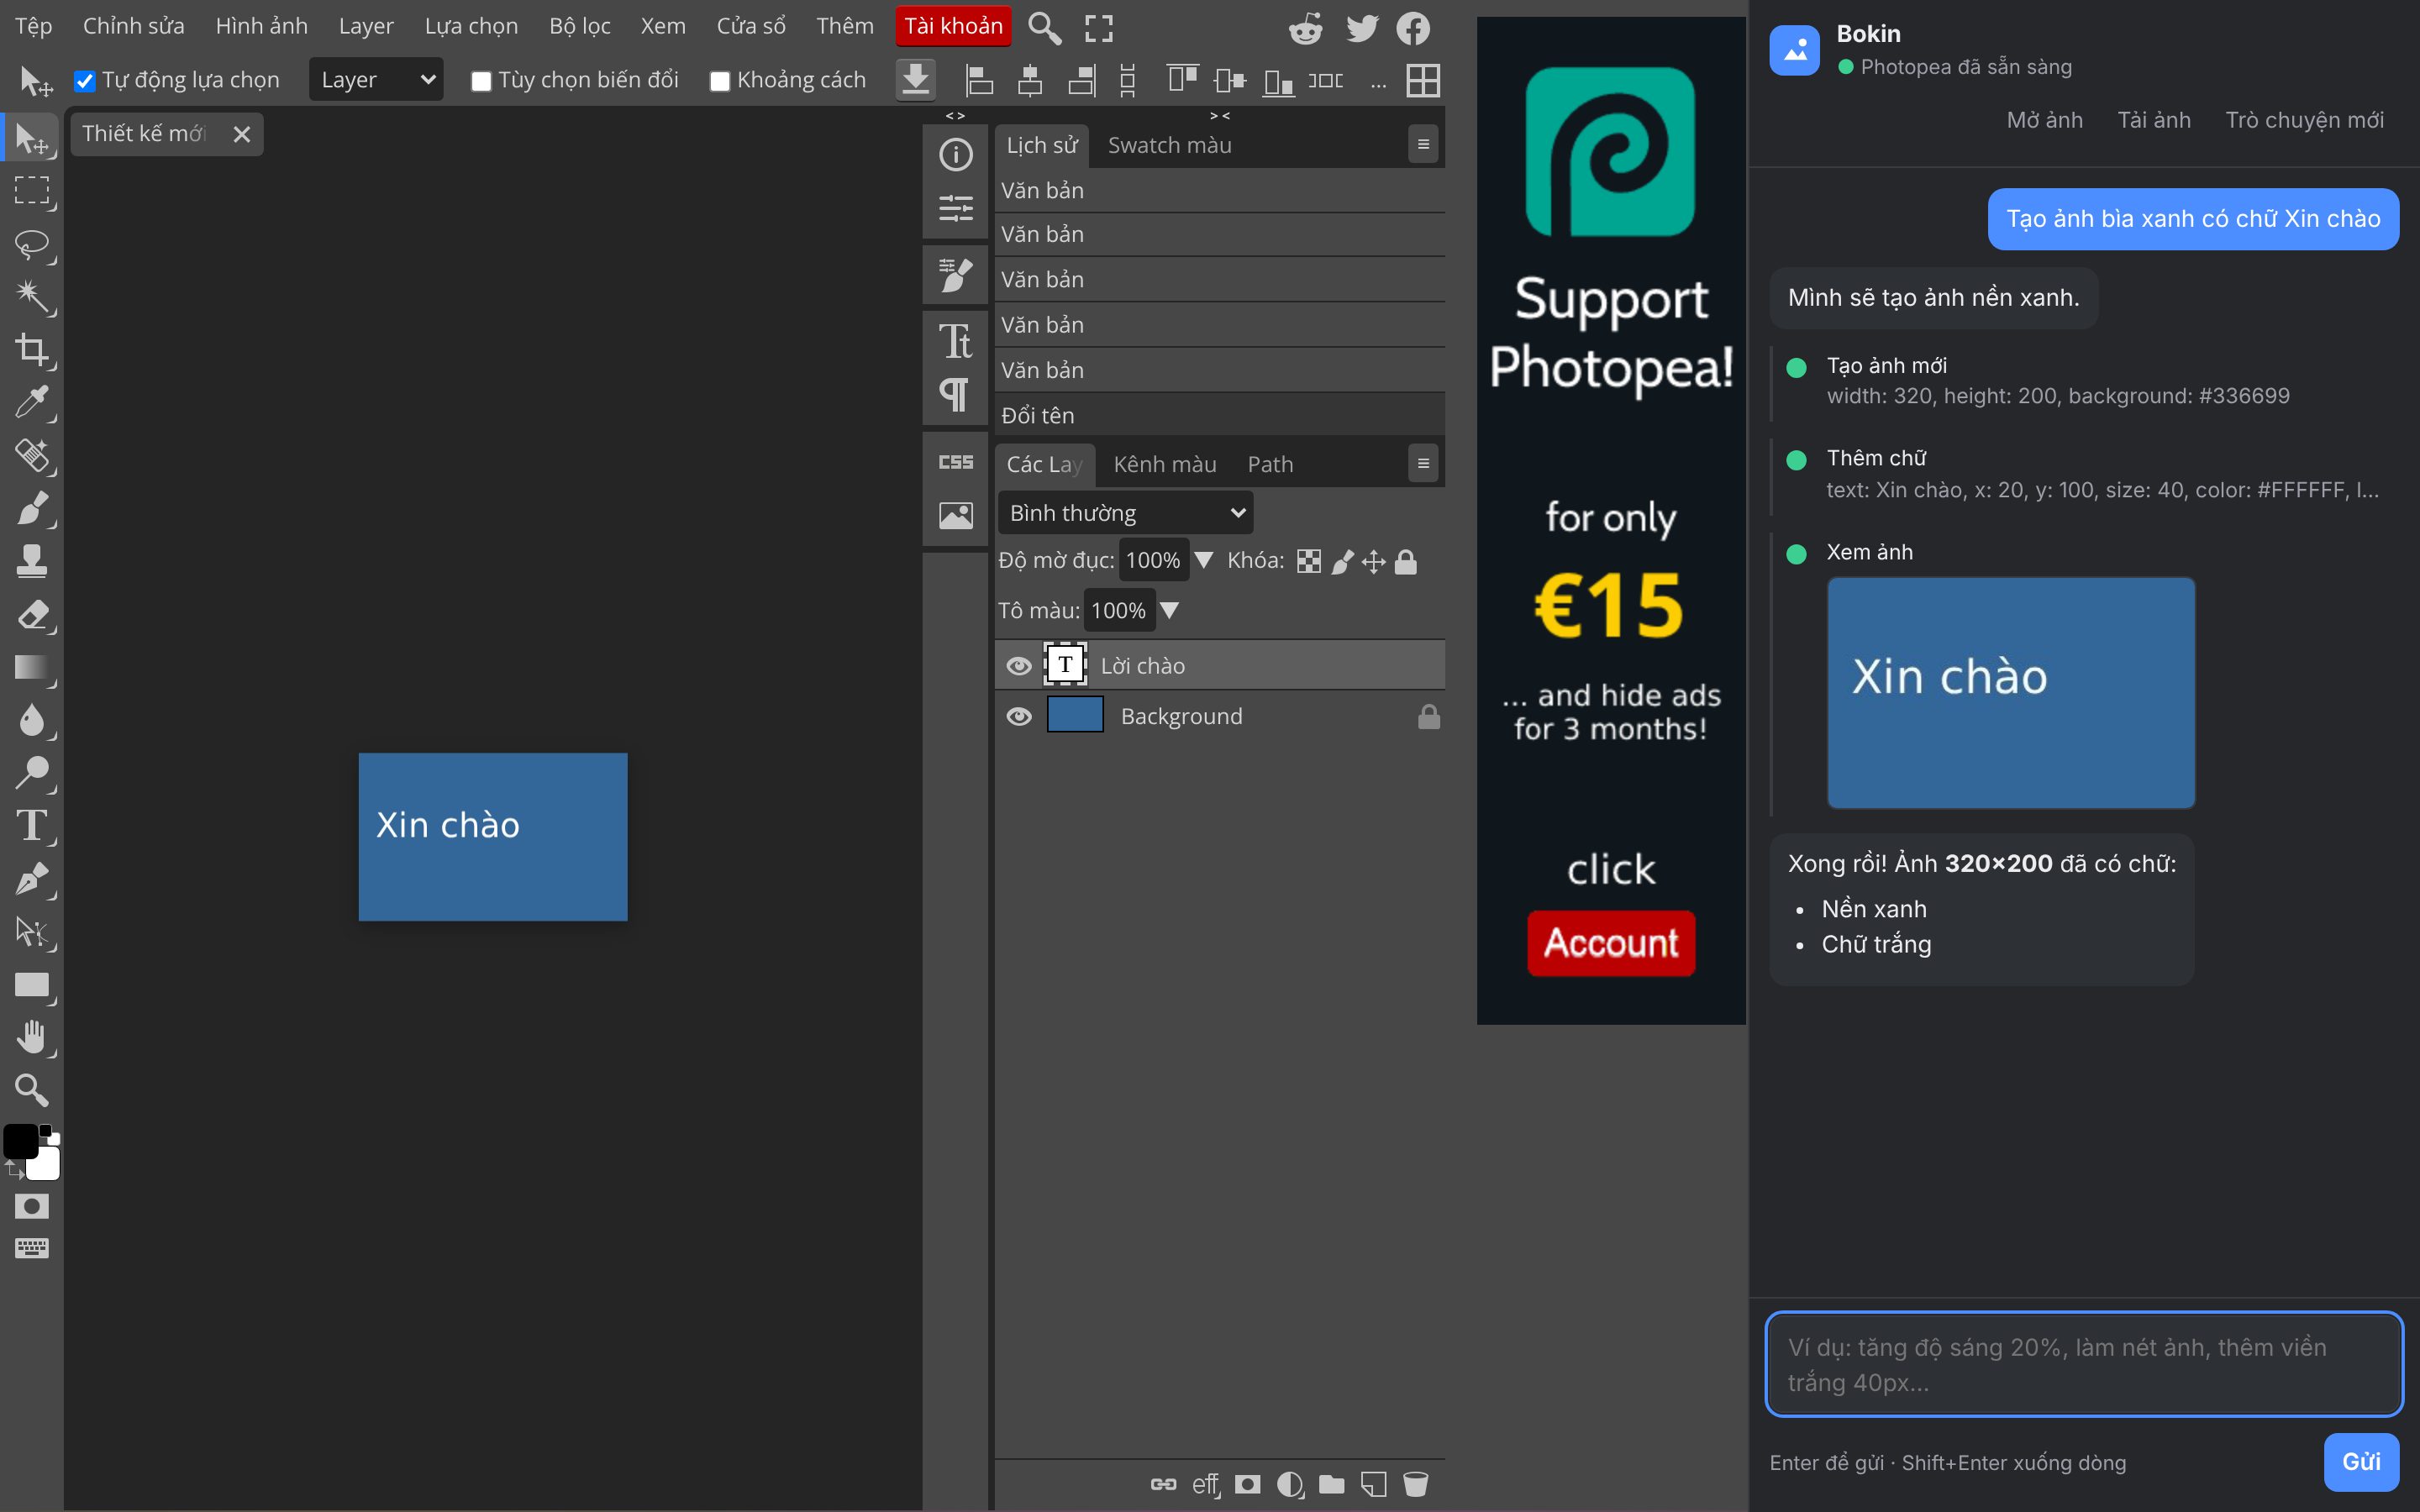 Tệp Chỉnh sửa Hình ảnh Layer Lựa chọn Bộ lọc Xem Cửa sổ Thêm Tài khoản
Tự động lựa chọn Layer Tùy chọn biến đổi Khoảng cách ...
Thiết kế mới
< >
> <
Lịch sử Swatch màu
Văn bản
Văn bản
Văn bản
Văn bản
Văn bản
Đổi tên
CSS
Các Lay Kênh màu Path
Bình thường
Độ mờ đục: 100% Khóa:
Tô màu: 100%
T Lời chào
Background
Xin chào
eff
Support
Photopea!
for only
€15
... and hide ads
for 3 months!
click
Account
Bokin
Photopea đã sẵn sàng
Mở ảnh Tải ảnh Trò chuyện mới
Tạo ảnh bìa xanh có chữ Xin chào
Mình sẽ tạo ảnh nền xanh.
Tạo ảnh mới
width: 320, height: 200, background: #336699
Thêm chữ
text: Xin chào, x: 20, y: 100, size: 40, color: #FFFFFF, l...
Xem ảnh
Xin chào
Xong rồi! Ảnh 320×200 đã có chữ:
• Nền xanh
• Chữ trắng
Ví dụ: tăng độ sáng 20%, làm nét ảnh, thêm viền
trắng 40px...
Enter để gửi · Shift+Enter xuống dòng
Gửi